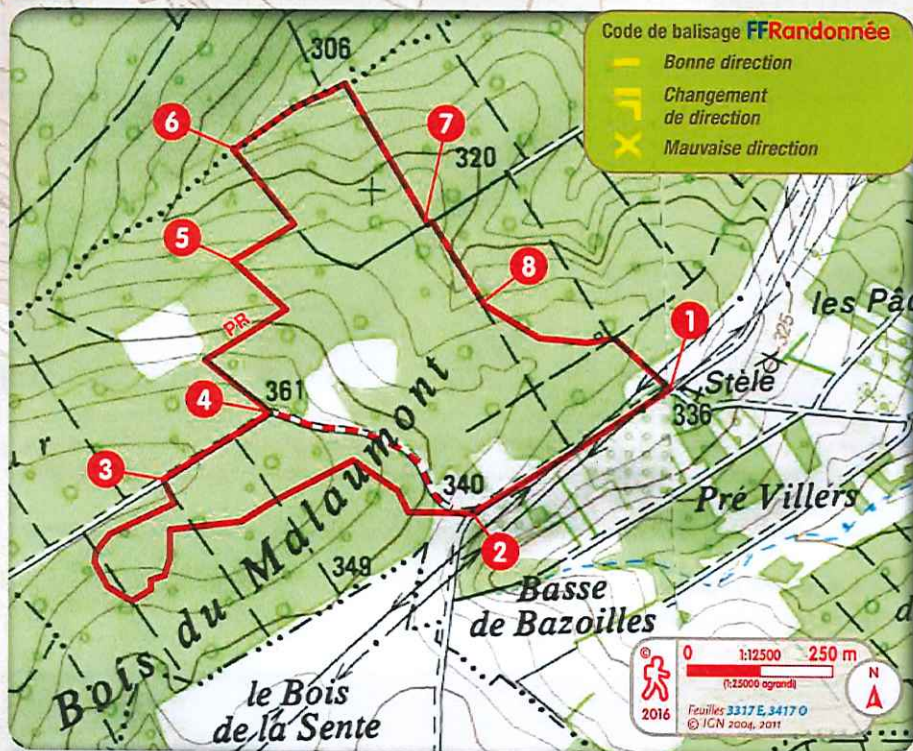 Code de balisage FFRandonnée
Bonne direction
Changement
de direction
Mauvaise direction
306
6
7
320
5
8
PR
1
les Pâ
325
Stèle
336
4
361
3
340
Pré Villers
2
349
Bois du Malaumont
Basse
de Bazoilles
le Bois
de la Sente
©
2016
0 1:12500 250 m
(1:25000 agrandi)
Feuilles 3317 E, 3417 O
© IGN 2004, 2011
N